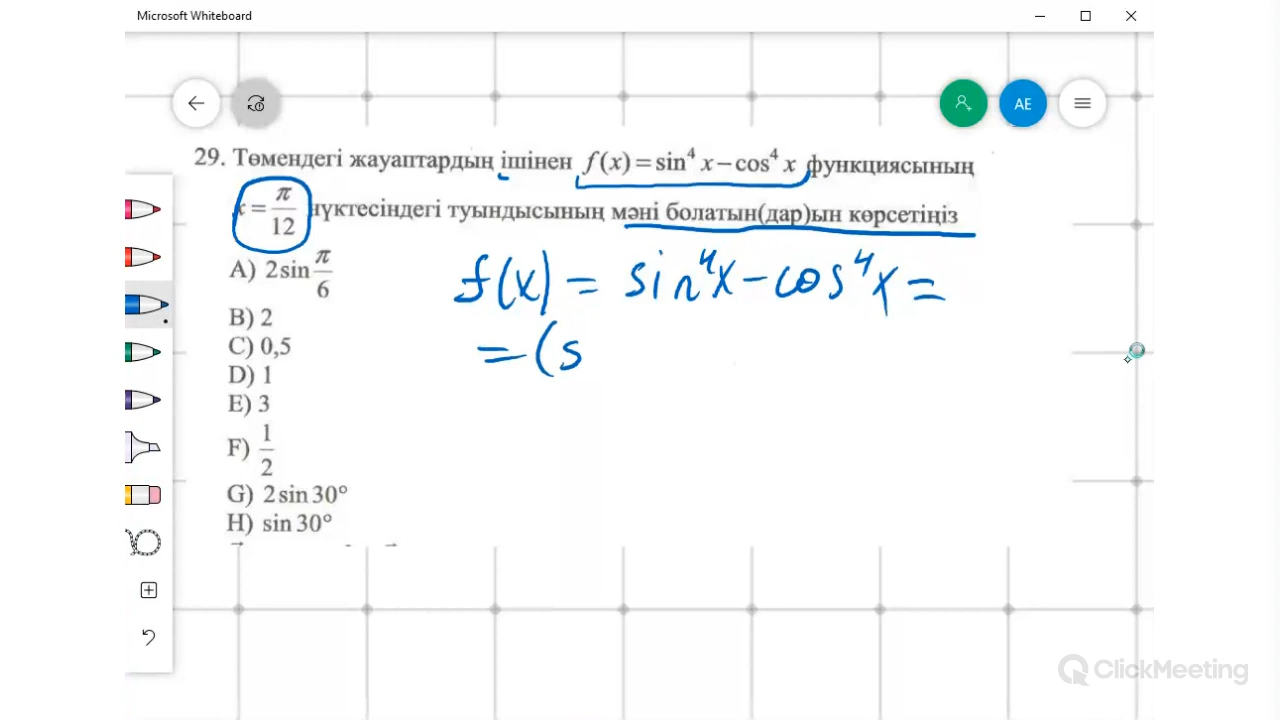 Microsoft Whiteboard
AE
29. Төмендегі жауаптардың ішінен f(x)=sin⁴ x−cos⁴ x функциясының
x = π/12 нүктесіндегі туындысының мәні болатын(дар)ын көрсетіңіз
A) 2sin π/6
B) 2
C) 0,5
D) 1
E) 3
F) 1/2
G) 2sin 30°
H) sin 30°
f(x) = sin⁴x − cos⁴x =
= (s
ClickMeeting